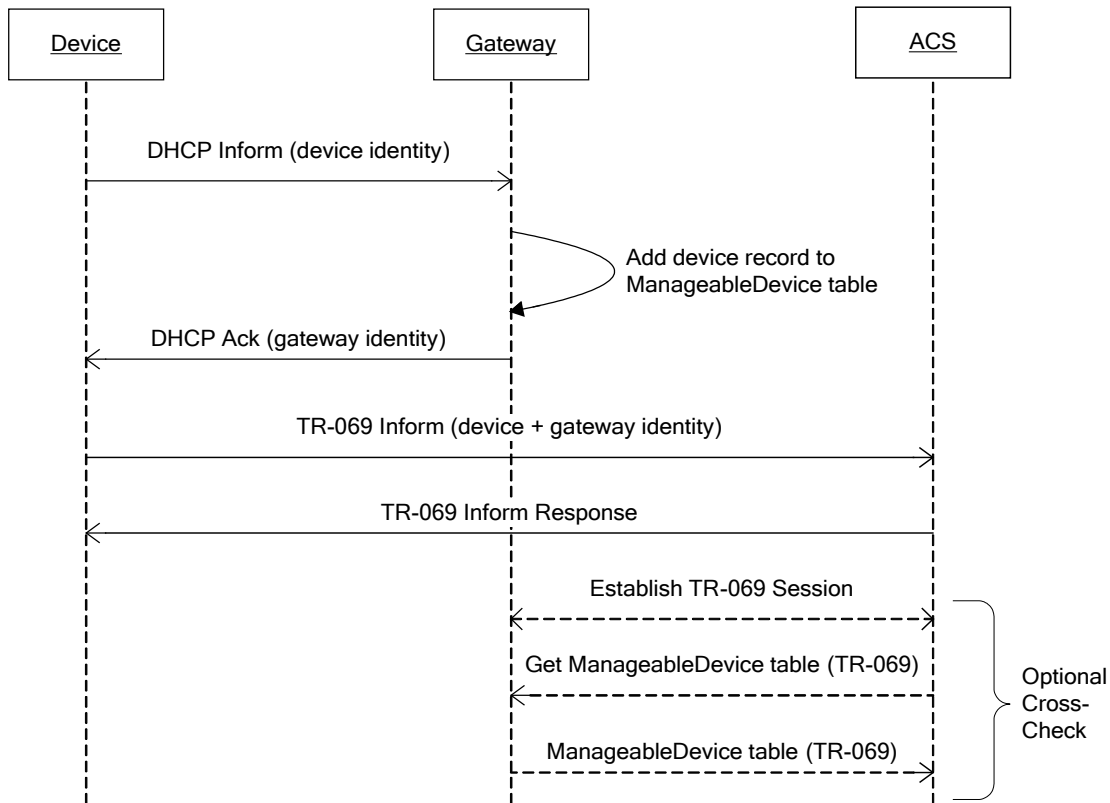 Device
Gateway
ACS
DHCP Inform (device identity)
Add device record to
ManageableDevice table
DHCP Ack (gateway identity)
TR-069 Inform (device + gateway identity)
TR-069 Inform Response
Establish TR-069 Session
Get ManageableDevice table (TR-069)
ManageableDevice table (TR-069)
Optional
Cross-
Check